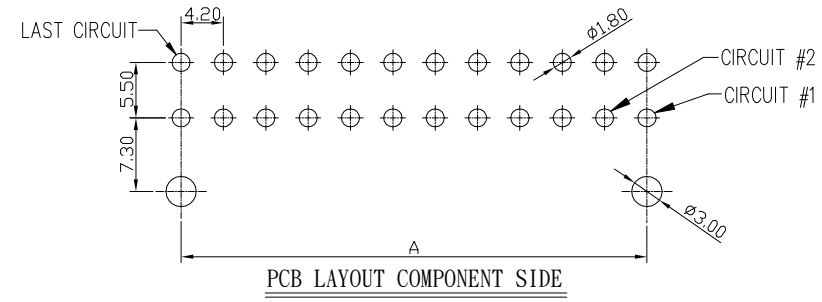 4.20
LAST CIRCUIT
ø1.80
CIRCUIT #2
5.50
CIRCUIT #1
7.30
ø3.00
A
PCB LAYOUT COMPONENT SIDE